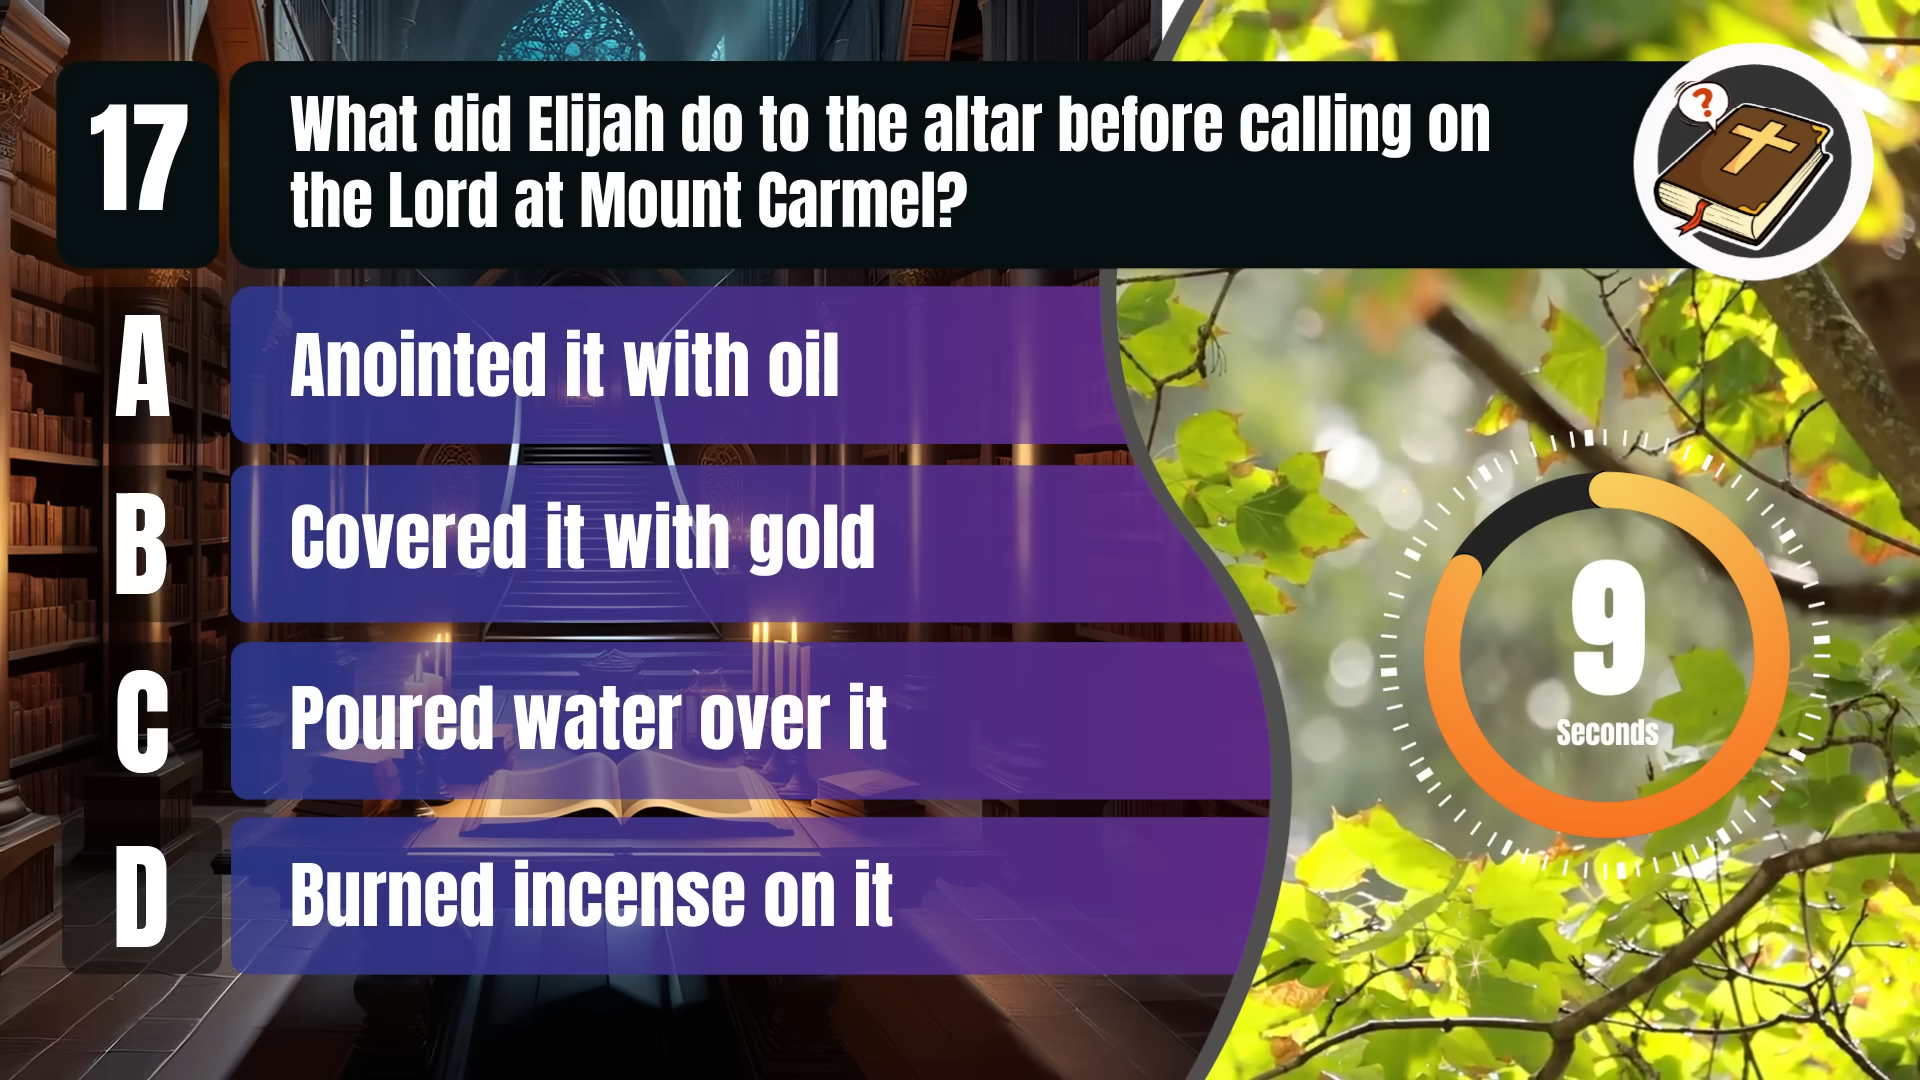 17
What did Elijah do to the altar before calling on
the Lord at Mount Carmel?
?
A
Anointed it with oil
B
Covered it with gold
C
Poured water over it
D
Burned incense on it
9
Seconds